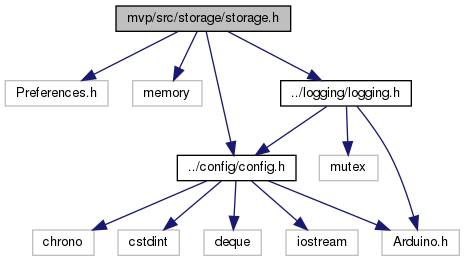 mvp/src/storage/storage.h
Preferences.h
memory
../logging/logging.h
../config/config.h
mutex
chrono
cstdint
deque
iostream
Arduino.h